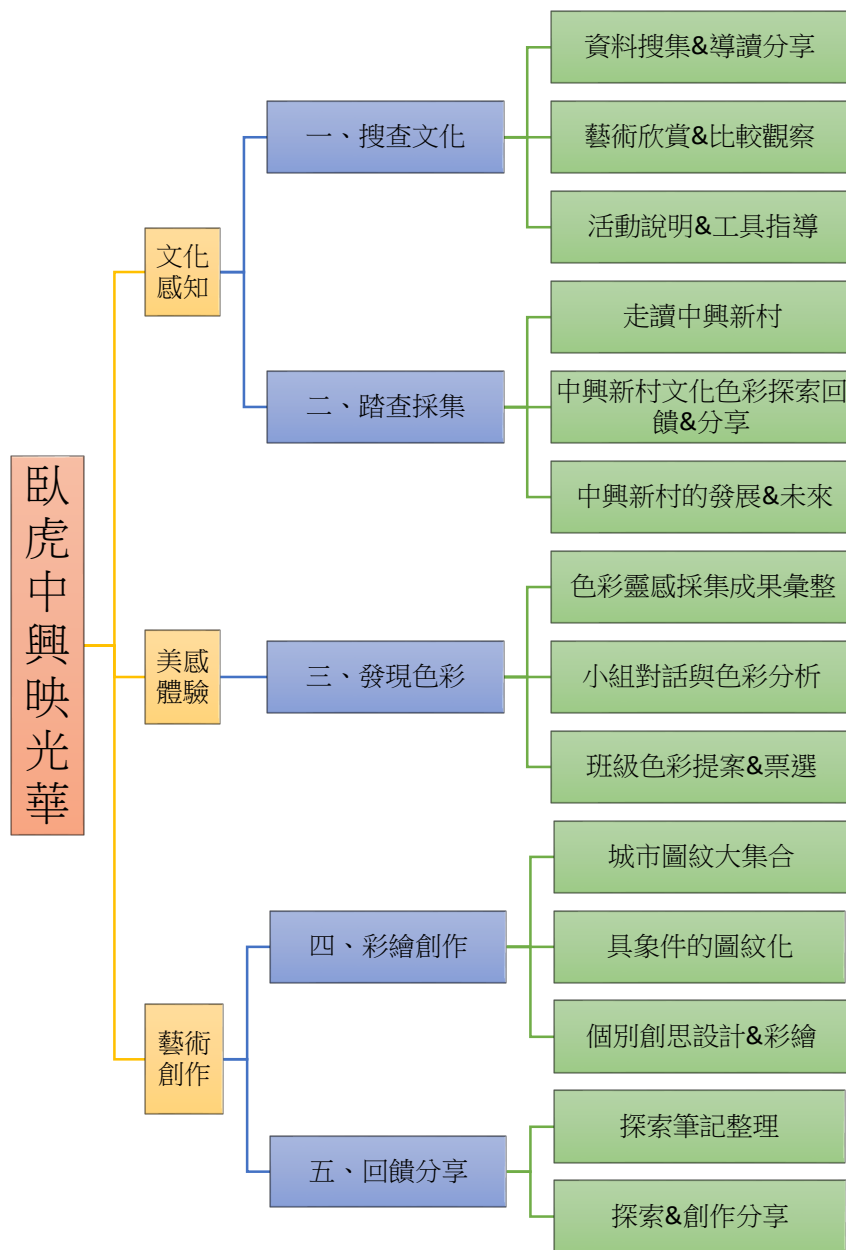 臥虎中興映光華
文化
感知
一、搜查文化
資料搜集&導讀分享
藝術欣賞&比較觀察
活動說明&工具指導
二、踏查採集
走讀中興新村
中興新村文化色彩探索回
饋&分享
中興新村的發展&未來
美感
體驗
三、發現色彩
色彩靈感採集成果彙整
小組對話與色彩分析
班級色彩提案&票選
藝術
創作
四、彩繪創作
城市圖紋大集合
具象件的圖紋化
個別創思設計&彩繪
五、回饋分享
探索筆記整理
探索&創作分享